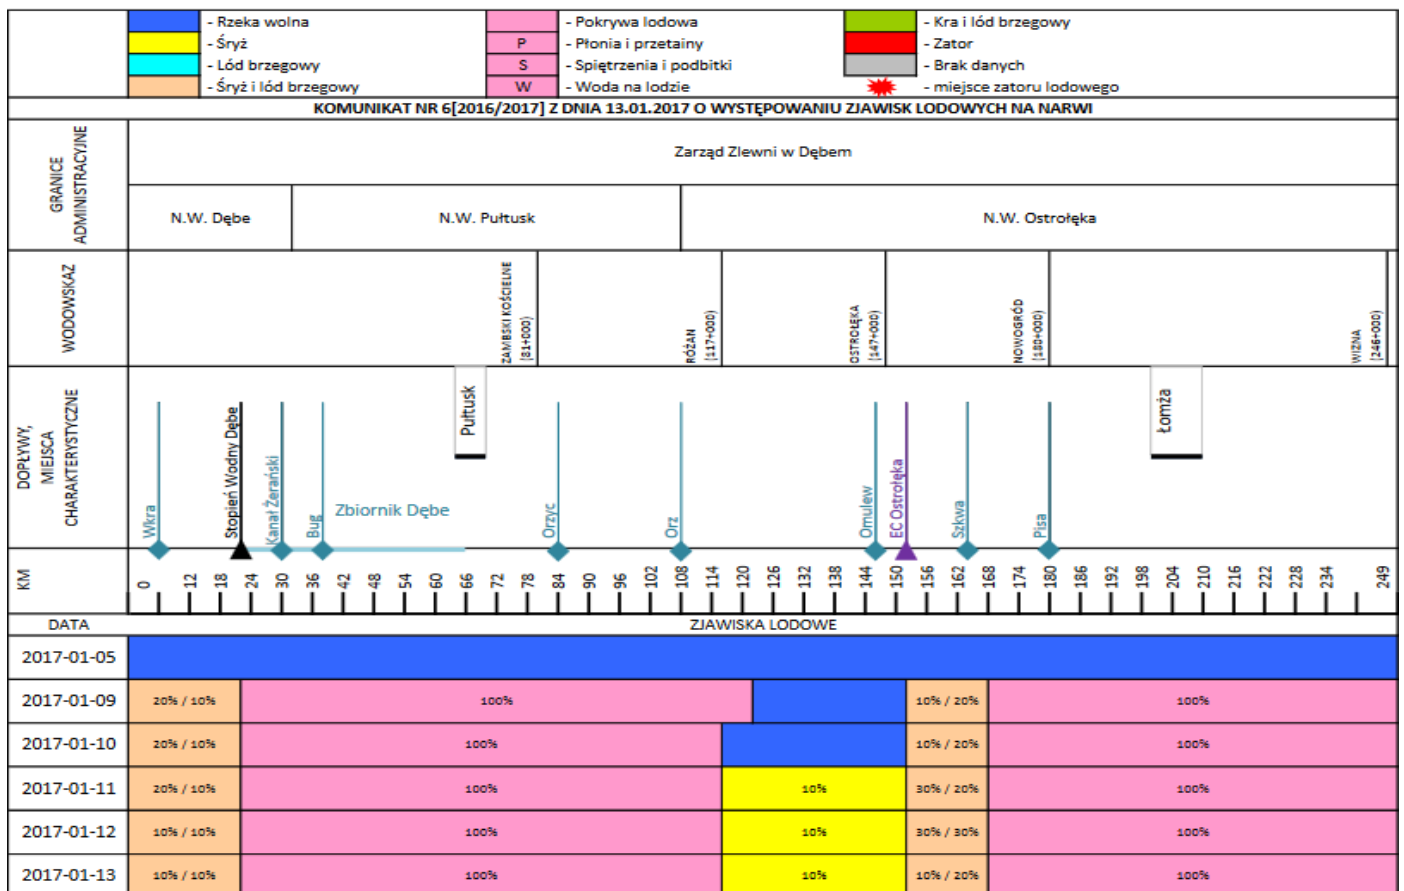 - Rzeka wolna
- Pokrywa lodowa
- Kra i lód brzegowy
- Śryż
P - Płonia i przetainy
- Zator
- Lód brzegowy
S - Spiętrzenia i podbitki
- Brak danych
- Śryż i lód brzegowy
W - Woda na lodzie
- miejsce zatoru lodowego
KOMUNIKAT NR 6[2016/2017] Z DNIA 13.01.2017 O WYSTĘPOWANIU ZJAWISK LODOWYCH NA NARWI
GRANICE
ADMINISTRACYJNE
Zarząd Zlewni w Dębem
N.W. Dębe
N.W. Pułtusk
N.W. Ostrołęka
WODOWSKAZ
ZAMBSKI KOŚCIELNE
(81+000)
RÓŻAN
(117+000)
OSTROŁĘKA
(147+000)
NOWOGRÓD
(180+000)
WIZNA
(246+000)
DOPŁYWY,
MIEJSCA
CHARAKTERYSTYCZNE
Wkra
Stopień Wodny Dębe
Kanał Żerański
Bug
Zbiornik Dębe
Pułtusk
Orzyc
Orz
Omulew
EC Ostrołęka
Szkwa
Pisa
Łomża
KM
0 12 18 24 30 36 42 48 54 60 66 72 78 84 90 96 102 108 114 120 126 132 138 144 150 156 162 168 174 180 186 192 198 204 210 216 222 228 234 249
DATA
ZJAWISKA LODOWE
2017-01-05
2017-01-09 20% / 10% 100% 10% / 20% 100%
2017-01-10 20% / 10% 100% 10% / 20% 100%
2017-01-11 20% / 10% 100% 10% 30% / 20% 100%
2017-01-12 10% / 10% 100% 10% 30% / 30% 100%
2017-01-13 10% / 10% 100% 10% 10% / 20% 100%